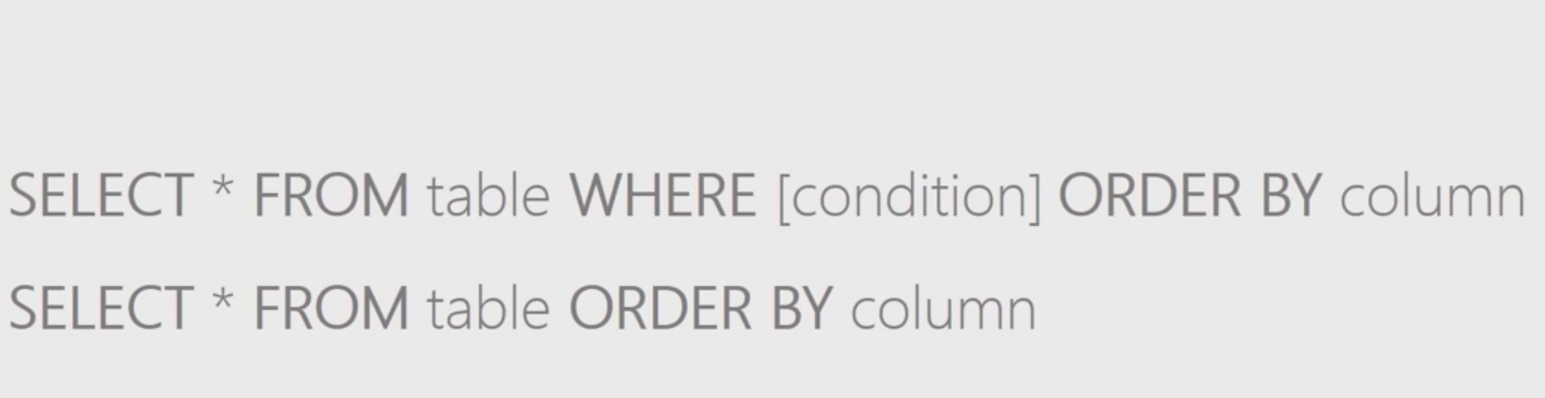 SELECT * FROM table WHERE [condition] ORDER BY column
SELECT * FROM table ORDER BY column